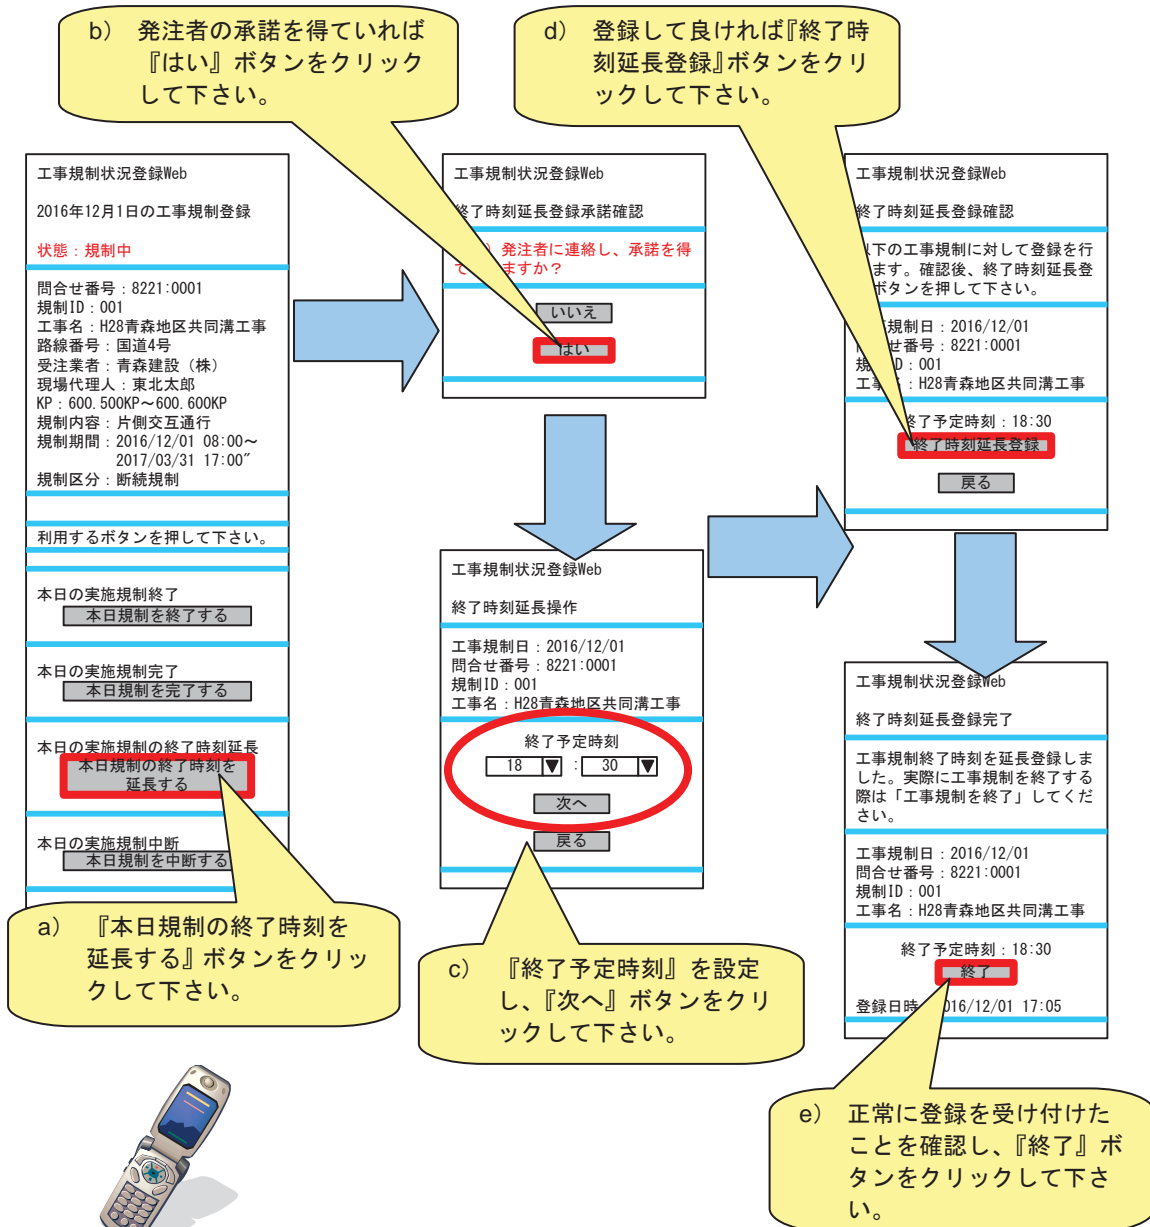 b) 発注者の承諾を得ていれば
『はい』ボタンをクリック
して下さい。
d) 登録して良ければ『終了時
刻延長登録』ボタンをクリ
ックして下さい。
工事規制状況登録Web
2016年12月1日の工事規制登録
状態：規制中
問合せ番号：8221:0001
規制ID：001
工事名：H28青森地区共同溝工事
路線番号：国道4号
受注業者：青森建設（株）
現場代理人：東北太郎
KP：600.500KP～600.600KP
規制内容：片側交互通行
規制期間：2016/12/01 08:00～
2017/03/31 17:00″
規制区分：断続規制
利用するボタンを押して下さい。
本日の実施規制終了
本日規制を終了する
本日の実施規制完了
本日規制を完了する
本日の実施規制の終了時刻延長
本日規制の終了時刻を
延長する
本日の実施規制中断
本日規制を中断する
a) 『本日規制の終了時刻を
延長する』ボタンをクリッ
クして下さい。
工事規制状況登録Web
終了時刻延長登録承諾確認
発注者に連絡し、承諾を得
て ますか？
いいえ
はい
工事規制状況登録Web
終了時刻延長操作
工事規制日：2016/12/01
問合せ番号：8221:0001
規制ID：001
工事名：H28青森地区共同溝工事
終了予定時刻
18 ▼ : 30 ▼
次へ
戻る
c) 『終了予定時刻』を設定
し、『次へ』ボタンをクリ
ックして下さい。
工事規制状況登録Web
終了時刻延長登録確認
以下の工事規制に対して登録を行
ます。確認後、終了時刻延長登
ボタンを押して下さい。
規制日：2016/12/01
せ番号：8221:0001
規 D：001
工事 ：H28青森地区共同溝工事
終了予定時刻：18:30
終了時刻延長登録
戻る
工事規制状況登録Web
終了時刻延長登録完了
工事規制終了時刻を延長登録しま
した。実際に工事規制を終了する
際は「工事規制を終了」してくだ
さい。
工事規制日：2016/12/01
問合せ番号：8221:0001
規制ID：001
工事名：H28青森地区共同溝工事
終了予定時刻：18:30
終了
登録日時 016/12/01 17:05
e) 正常に登録を受け付けた
ことを確認し、『終了』ボ
タンをクリックして下さ
い。